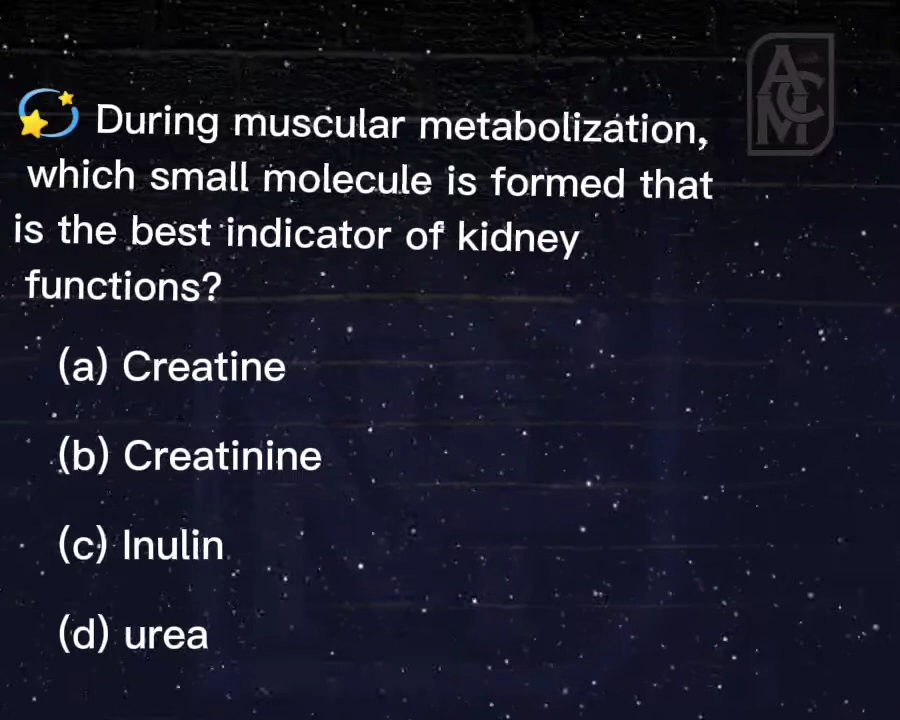 💫 During muscular metabolization,
which small molecule is formed that
is the best indicator of kidney
functions?
(a) Creatine
(b) Creatinine
(c) Inulin
(d) urea